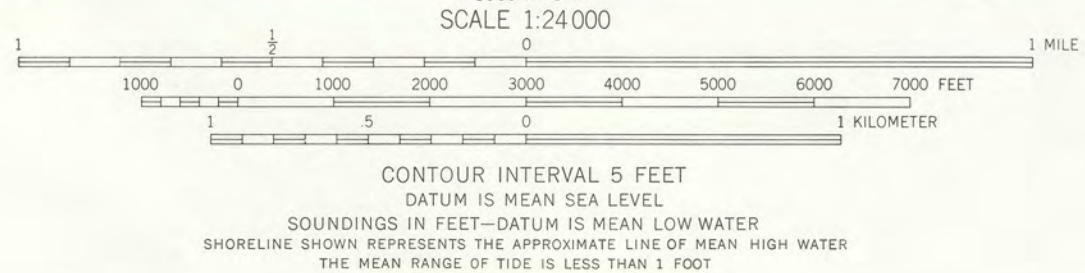 SCALE 1:24 000
1 ½ 0 1 MILE
1000 0 1000 2000 3000 4000 5000 6000 7000 FEET
1 .5 0 1 KILOMETER
CONTOUR INTERVAL 5 FEET
DATUM IS MEAN SEA LEVEL
SOUNDINGS IN FEET—DATUM IS MEAN LOW WATER
SHORELINE SHOWN REPRESENTS THE APPROXIMATE LINE OF MEAN HIGH WATER
THE MEAN RANGE OF TIDE IS LESS THAN 1 FOOT